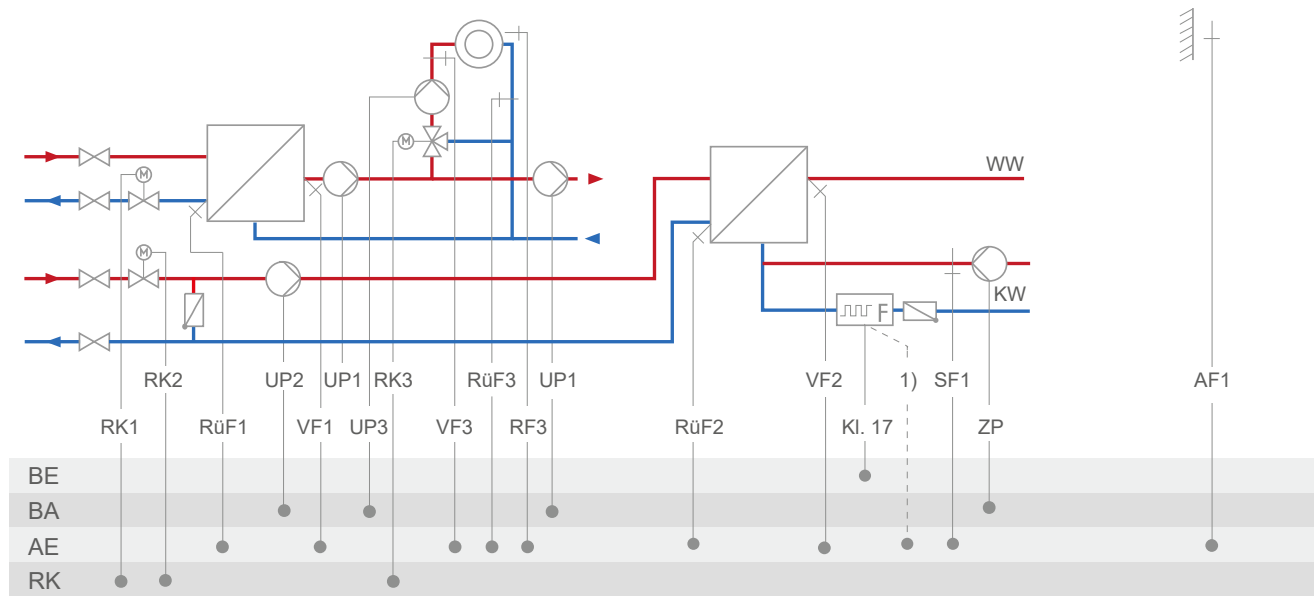 M
M
WW
M
F
KW
RK2 UP2 UP1 RK3 RüF3 UP1 VF2 1) SF1 AF1
RK1 RüF1 VF1 UP3 VF3 RF3 RüF2 Kl. 17 ZP
BE
BA
AE
RK